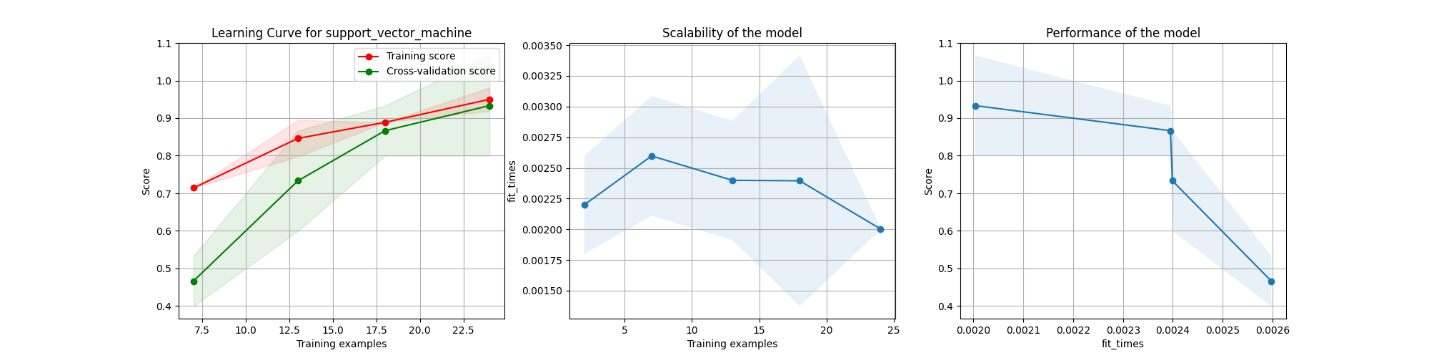 Learning Curve for support_vector_machine
1.1
1.0
0.9
0.8
0.7
0.6
0.5
0.4
Score
7.5 10.0 12.5 15.0 17.5 20.0 22.5
Training examples
Training score
Cross-validation score
Scalability of the model
0.00350
0.00325
0.00300
0.00275
0.00250
0.00225
0.00200
0.00175
0.00150
fit_times
5 10 15 20 25
Training examples
Performance of the model
1.1
1.0
0.9
0.8
0.7
0.6
0.5
0.4
Score
0.0020 0.0021 0.0022 0.0023 0.0024 0.0025 0.0026
fit_times